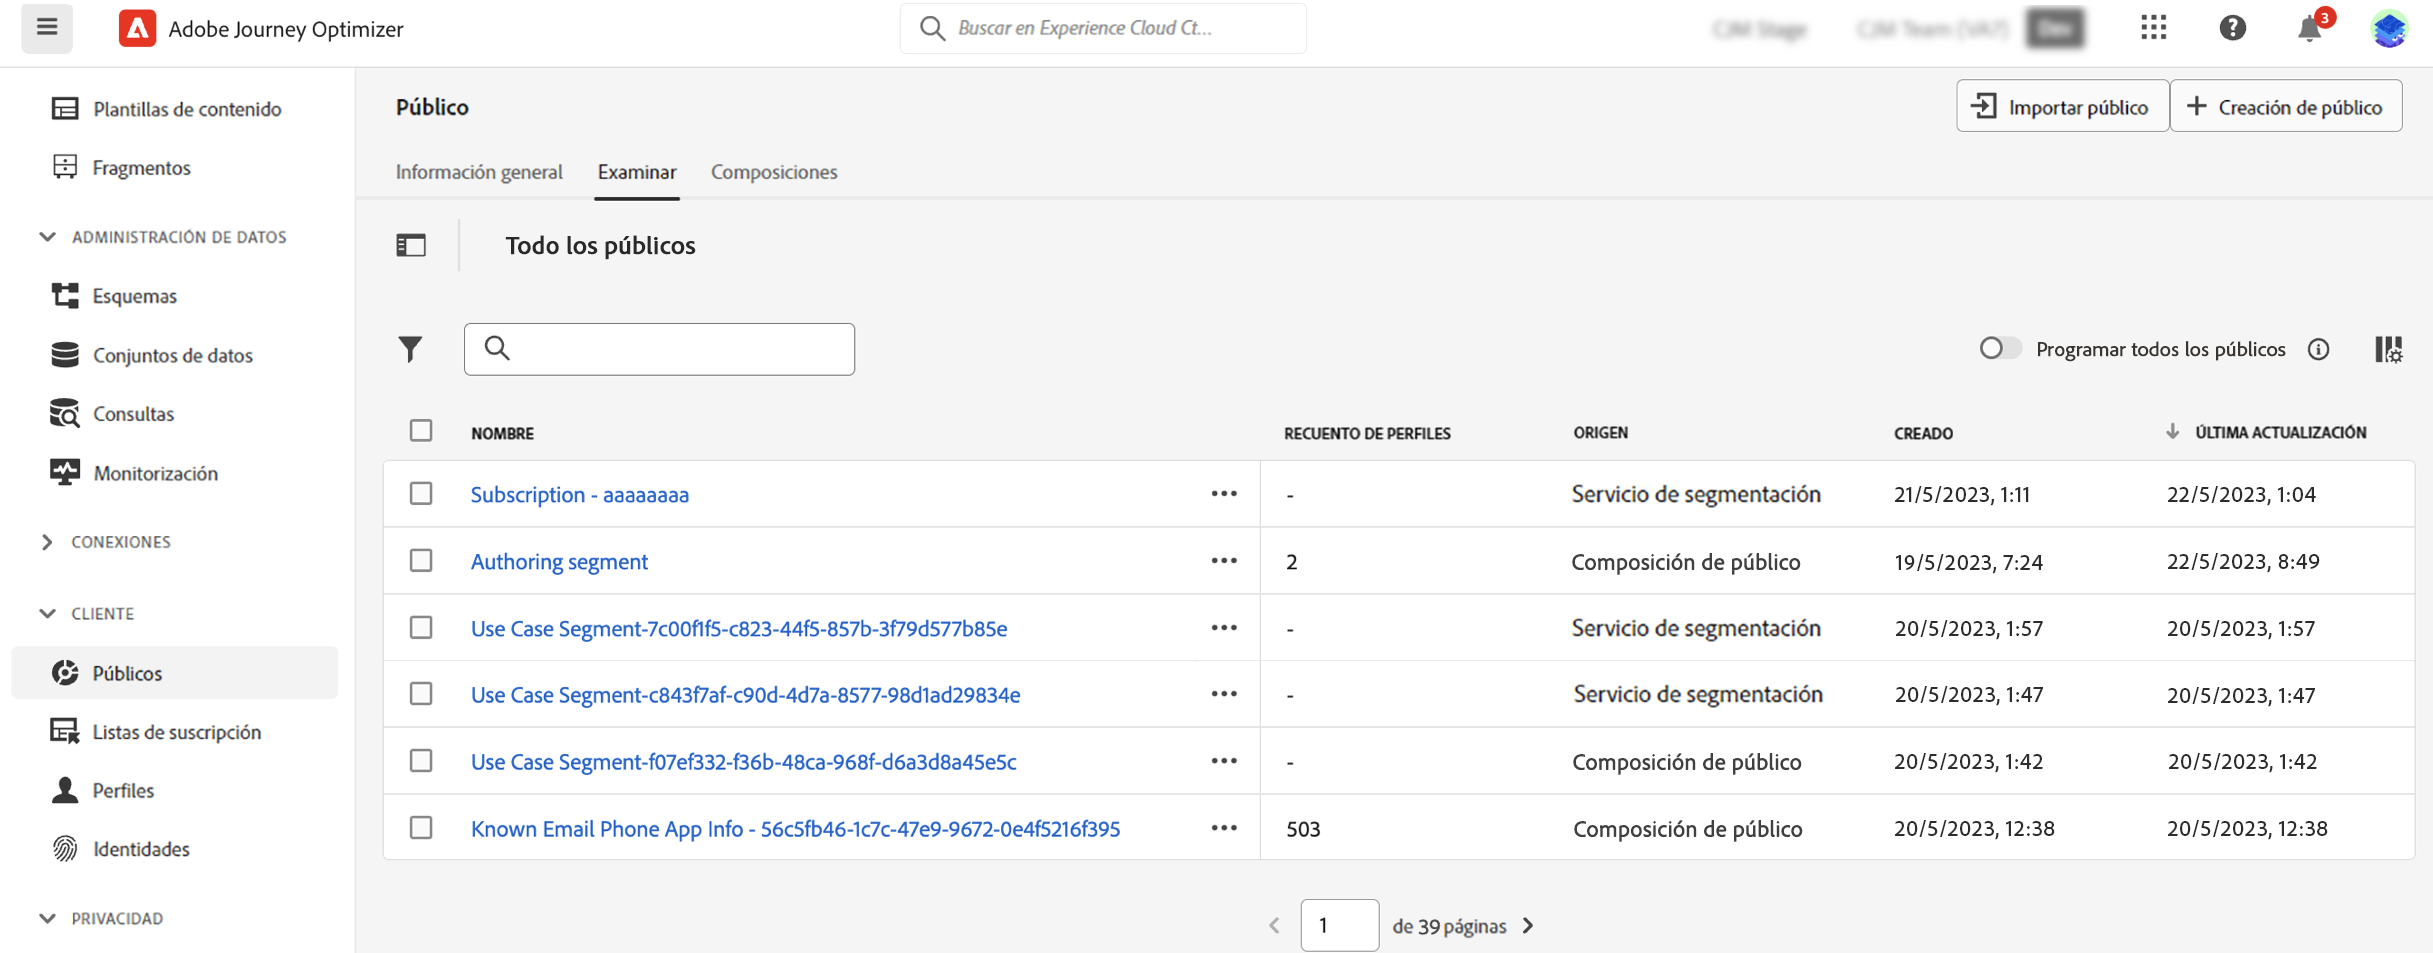 Adobe Journey Optimizer
Buscar en Experience Cloud Ct...
3
Plantillas de contenido
Fragmentos
ADMINISTRACIÓN DE DATOS
Esquemas
Conjuntos de datos
Consultas
Monitorización
CONEXIONES
CLIENTE
Públicos
Listas de suscripción
Perfiles
Identidades
PRIVACIDAD
Público
Importar público
Creación de público
Información general Examinar Composiciones
Todo los públicos
Programar todos los públicos
NOMBRE RECUENTO DE PERFILES ORIGEN CREADO ÚLTIMA ACTUALIZACIÓN
Subscription - aaaaaaaa ••• - Servicio de segmentación 21/5/2023, 1:11 22/5/2023, 1:04
Authoring segment ••• 2 Composición de público 19/5/2023, 7:24 22/5/2023, 8:49
Use Case Segment-7c00f1f5-c823-44f5-857b-3f79d577b85e ••• - Servicio de segmentación 20/5/2023, 1:57 20/5/2023, 1:57
Use Case Segment-c843f7af-c90d-4d7a-8577-98d1ad29834e ••• - Servicio de segmentación 20/5/2023, 1:47 20/5/2023, 1:47
Use Case Segment-f07ef332-f36b-48ca-968f-d6a3d8a45e5c ••• - Composición de público 20/5/2023, 1:42 20/5/2023, 1:42
Known Email Phone App Info - 56c5fb46-1c7c-47e9-9672-0e4f5216f395 ••• 503 Composición de público 20/5/2023, 12:38 20/5/2023, 12:38
1 de 39 páginas